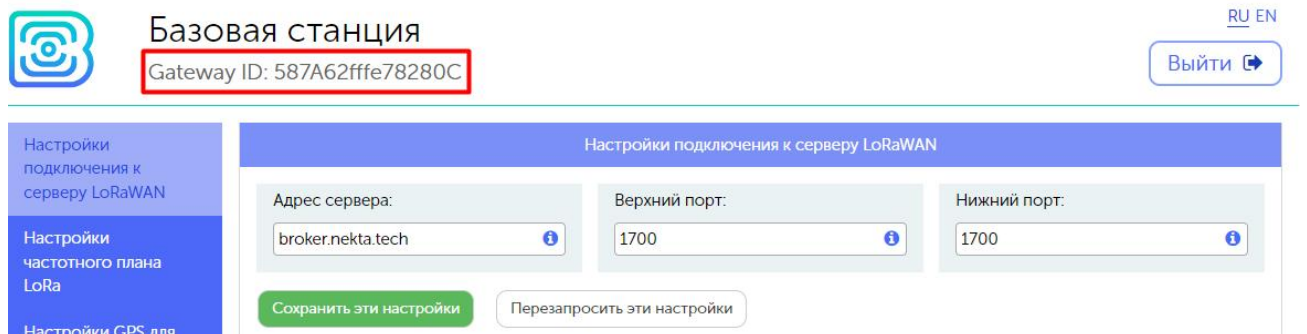 RU EN
Базовая станция
Gateway ID: 587A62fffe78280C
Выйти
Настройки
подключения к
серверу LoRaWAN
Настройки
частотного плана
LoRa
Настройки GPS для
Настройки подключения к серверу LoRaWAN
Адрес сервера:
broker.nekta.tech
Верхний порт:
1700
Нижний порт:
1700
Сохранить эти настройки
Перезапросить эти настройки